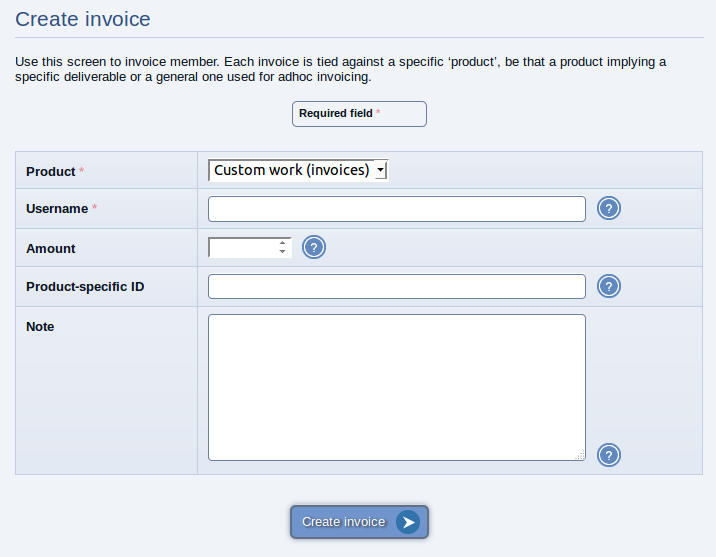 Create invoice
Use this screen to invoice member. Each invoice is tied against a specific ‘product’, be that a product implying a
specific deliverable or a general one used for adhoc invoicing.
Required field *
Product *
Custom work (invoices)
Username *
?
Amount
?
Product-specific ID
?
Note
?
Create invoice